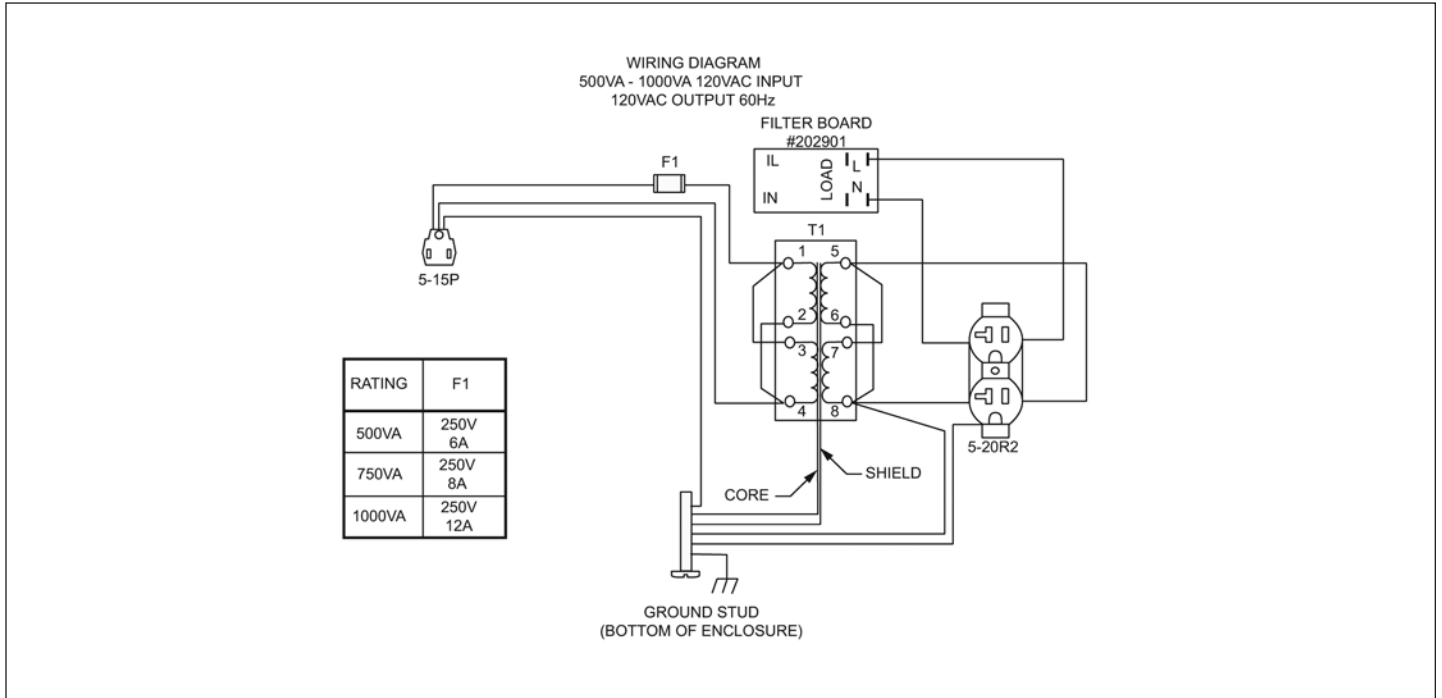 WIRING DIAGRAM
500VA - 1000VA 120VAC INPUT
120VAC OUTPUT 60Hz
FILTER BOARD
#202901
IL
IN
LOAD
L
N
F1
5-15P
T1
1
5
2
6
3
7
4
8
5-20R2
SHIELD
CORE
RATING F1
500VA 250V
6A
750VA 250V
8A
1000VA 250V
12A
GROUND STUD
(BOTTOM OF ENCLOSURE)